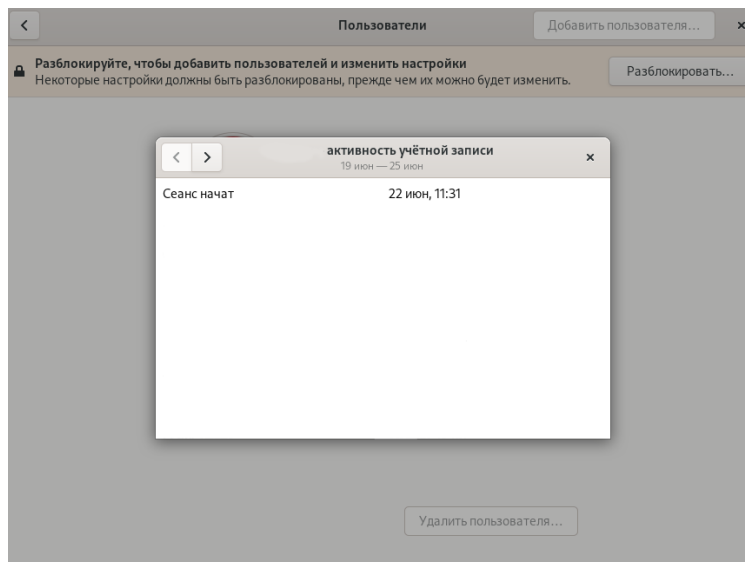 Пользователи
Добавить пользователя...
Разблокируйте, чтобы добавить пользователей и изменить настройки
Некоторые настройки должны быть разблокированы, прежде чем их можно будет изменить.
Разблокировать...
активность учётной записи
19 июн — 25 июн
Сеанс начат 22 июн, 11:31
Удалить пользователя...